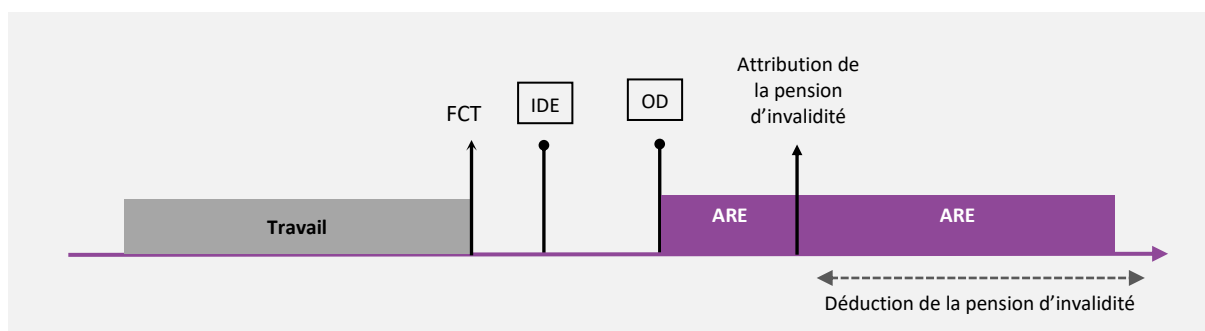 Attribution de
la pension
d’invalidité
FCT
IDE
OD
Travail
ARE
ARE
Déduction de la pension d’invalidité